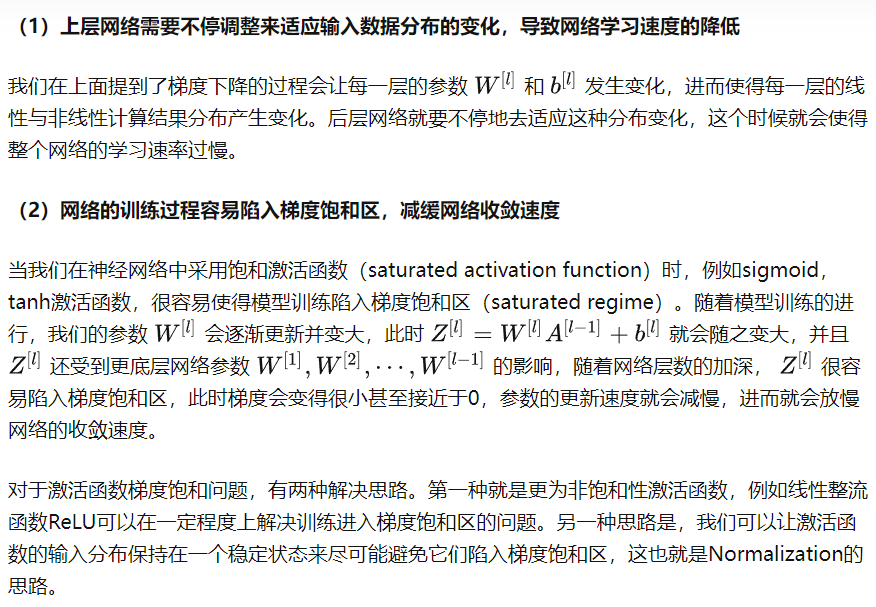 （1）上层网络需要不停调整来适应输入数据分布的变化，导致网络学习速度的降低
我们在上面提到了梯度下降的过程会让每一层的参数 W^{[l]} 和 b^{[l]} 发生变化，进而使得每一层的线
性与非线性计算结果分布产生变化。后层网络就要不停地去适应这种分布变化，这个时候就会使得
整个网络的学习速率过慢。
（2）网络的训练过程容易陷入梯度饱和区，减缓网络收敛速度
当我们在神经网络中采用饱和激活函数（saturated activation function）时，例如sigmoid，
tanh激活函数，很容易使得模型训练陷入梯度饱和区（saturated regime）。随着模型训练的进
行，我们的参数 W^{[l]} 会逐渐更新并变大，此时 Z^{[l]} = W^{[l]}A^{[l-1]} + b^{[l]} 就会随之变大，并且
Z^{[l]} 还受到更底层网络参数 W^{[1]}, W^{[2]}, ···, W^{[l-1]} 的影响，随着网络层数的加深， Z^{[l]} 很容
易陷入梯度饱和区，此时梯度会变得很小甚至接近于0，参数的更新速度就会减慢，进而就会放慢
网络的收敛速度。
对于激活函数梯度饱和问题，有两种解决思路。第一种就是更为非饱和性激活函数，例如线性整流
函数ReLU可以在一定程度上解决训练进入梯度饱和区的问题。另一种思路是，我们可以让激活函
数的输入分布保持在一个稳定状态来尽可能避免它们陷入梯度饱和区，这也就是Normalization的
思路。